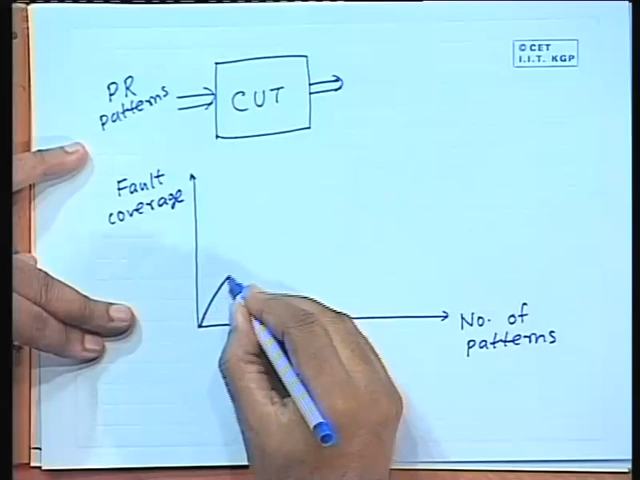 © CET
I.I.T. KGP
PR
patterns
CUT
Fault
coverage
No. of
patterns